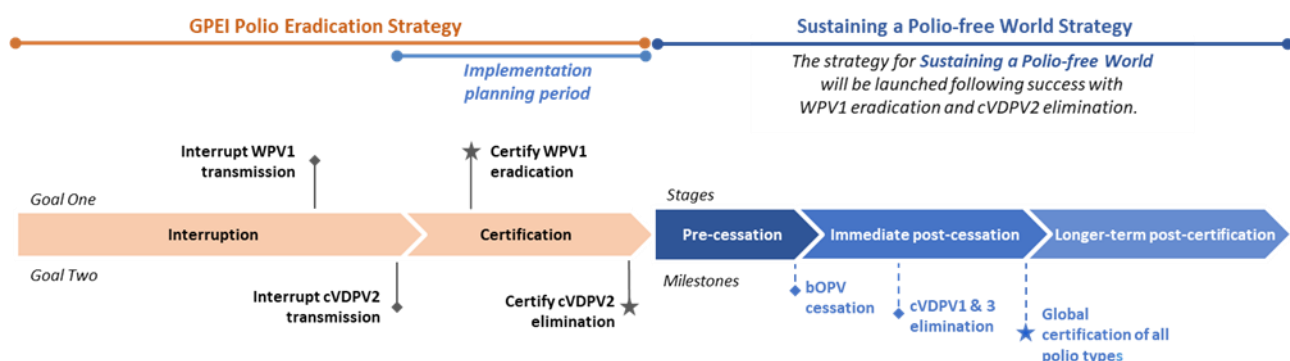 GPEI Polio Eradication Strategy
Sustaining a Polio-free World Strategy
Implementation
planning period
The strategy for Sustaining a Polio-free World
will be launched following success with
WPV1 eradication and cVDPV2 elimination.
Interrupt WPV1
transmission
Certify WPV1
eradication
Goal One
Stages
Interruption
Certification
Pre-cessation
Immediate post-cessation
Longer-term post-certification
Goal Two
Milestones
Interrupt cVDPV2
transmission
Certify cVDPV2
elimination
bOPV
cessation
cVDPV1 & 3
elimination
Global
certification of all
polio types